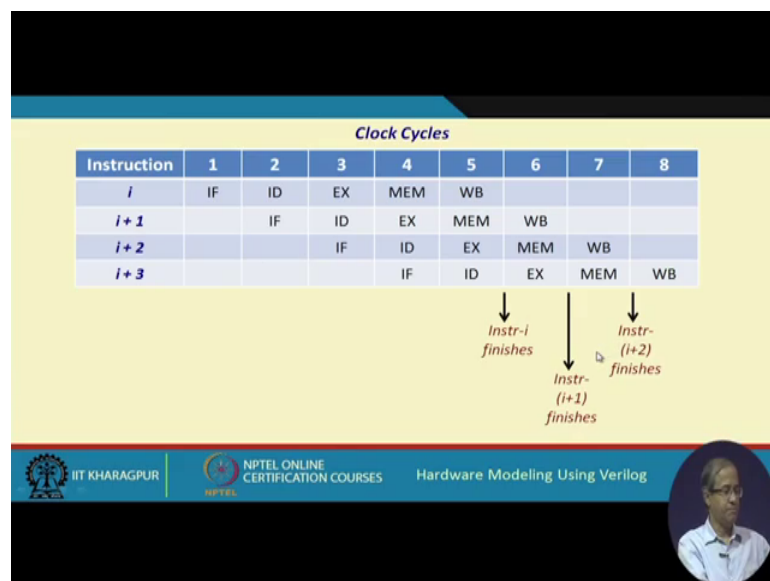 Clock Cycles
Instruction 1 2 3 4 5 6 7 8
i IF ID EX MEM WB
i + 1 IF ID EX MEM WB
i + 2 IF ID EX MEM WB
i + 3 IF ID EX MEM WB
Instr-i
finishes
Instr-
(i+1)
finishes
Instr-
(i+2)
finishes
IIT KHARAGPUR
NPTEL
NPTEL ONLINE
CERTIFICATION COURSES
Hardware Modeling Using Verilog